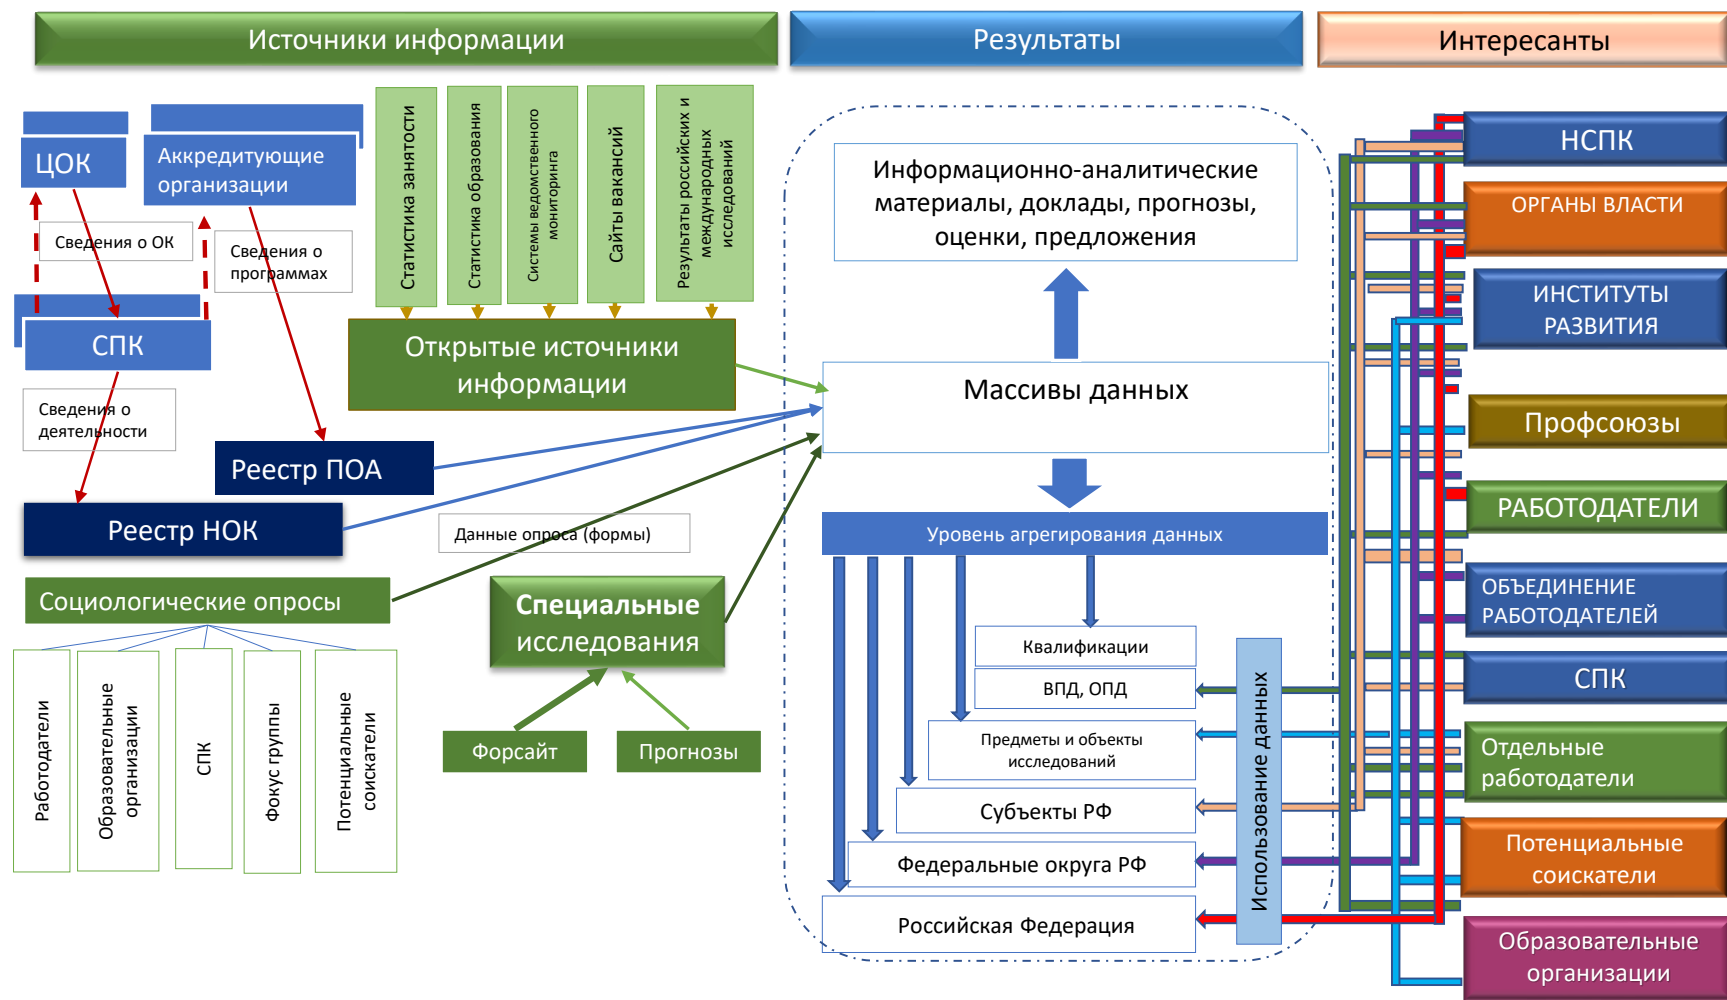 Источники информации
Результаты
Интересанты
ЦОК
Аккредитующие
организации
Сведения о ОК
Сведения о
программах
СПК
Сведения о
деятельности
Реестр ПОА
Реестр НОК
Статистика занятости
Статистика образования
Системы ведомственного
мониторинга
Сайты вакансий
Результаты российских и
международных
исследований
Открытые источники
информации
Данные опроса (формы)
Социологические опросы
Работодатели
Образовательные
организации
СПК
Фокус группы
Потенциальные
соискатели
Специальные
исследования
Форсайт
Прогнозы
Информационно-аналитические
материалы, доклады, прогнозы,
оценки, предложения
Массивы данных
Уровень агрегирования данных
Квалификации
ВПД, ОПД
Предметы и объекты
исследований
Субъекты РФ
Федеральные округа РФ
Российская Федерация
Использование данных
НСПК
ОРГАНЫ ВЛАСТИ
ИНСТИТУТЫ
РАЗВИТИЯ
Профсоюзы
РАБОТОДАТЕЛИ
ОБЪЕДИНЕНИЕ
РАБОТОДАТЕЛЕЙ
СПК
Отдельные
работодатели
Потенциальные
соискатели
Образовательные
организации